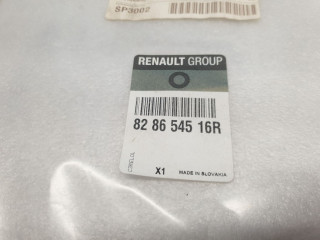 SP3002
RENAULT GROUP
82 86 545 16R
X1
MADE IN SLOVAKIA